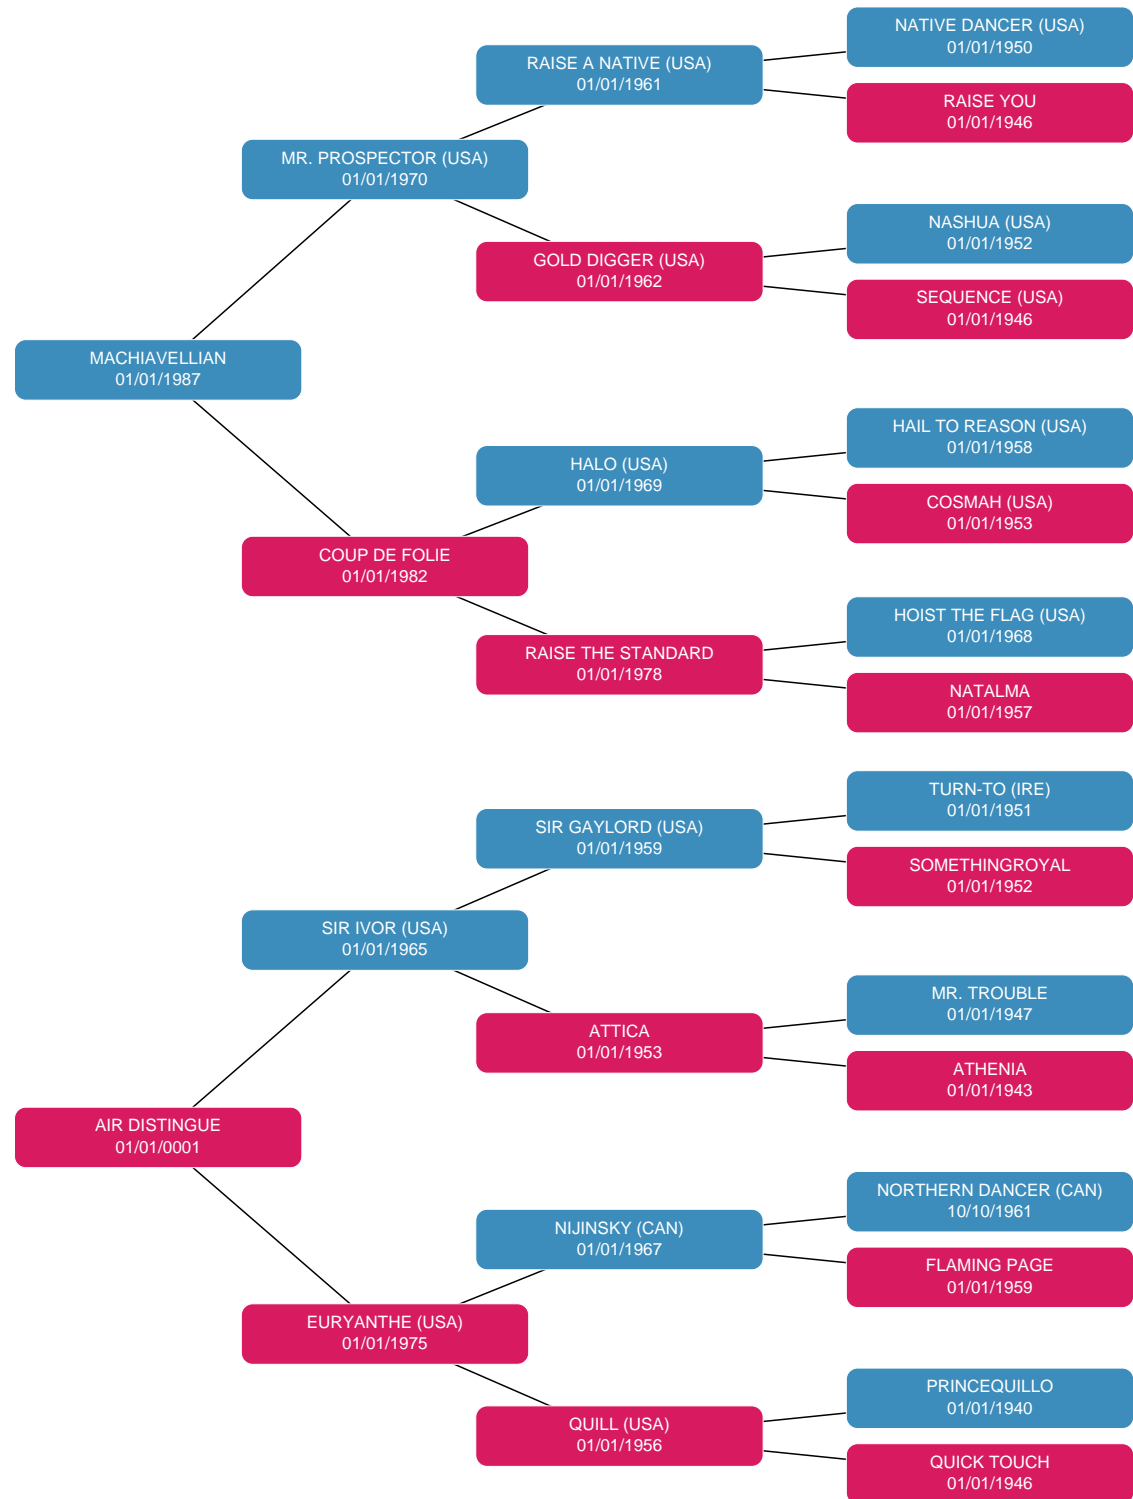 NATIVE DANCER (USA)
01/01/1950
RAISE A NATIVE (USA)
01/01/1961
RAISE YOU
01/01/1946
MR. PROSPECTOR (USA)
01/01/1970
NASHUA (USA)
01/01/1952
GOLD DIGGER (USA)
01/01/1962
SEQUENCE (USA)
01/01/1946
MACHIAVELLIAN
01/01/1987
HAIL TO REASON (USA)
01/01/1958
HALO (USA)
01/01/1969
COSMAH (USA)
01/01/1953
COUP DE FOLIE
01/01/1982
HOIST THE FLAG (USA)
01/01/1968
RAISE THE STANDARD
01/01/1978
NATALMA
01/01/1957
TURN-TO (IRE)
01/01/1951
SIR GAYLORD (USA)
01/01/1959
SOMETHINGROYAL
01/01/1952
SIR IVOR (USA)
01/01/1965
MR. TROUBLE
01/01/1947
ATTICA
01/01/1953
ATHENIA
01/01/1943
AIR DISTINGUE
01/01/0001
NORTHERN DANCER (CAN)
10/10/1961
NIJINSKY (CAN)
01/01/1967
FLAMING PAGE
01/01/1959
EURYANTHE (USA)
01/01/1975
PRINCEQUILLO
01/01/1940
QUILL (USA)
01/01/1956
QUICK TOUCH
01/01/1946